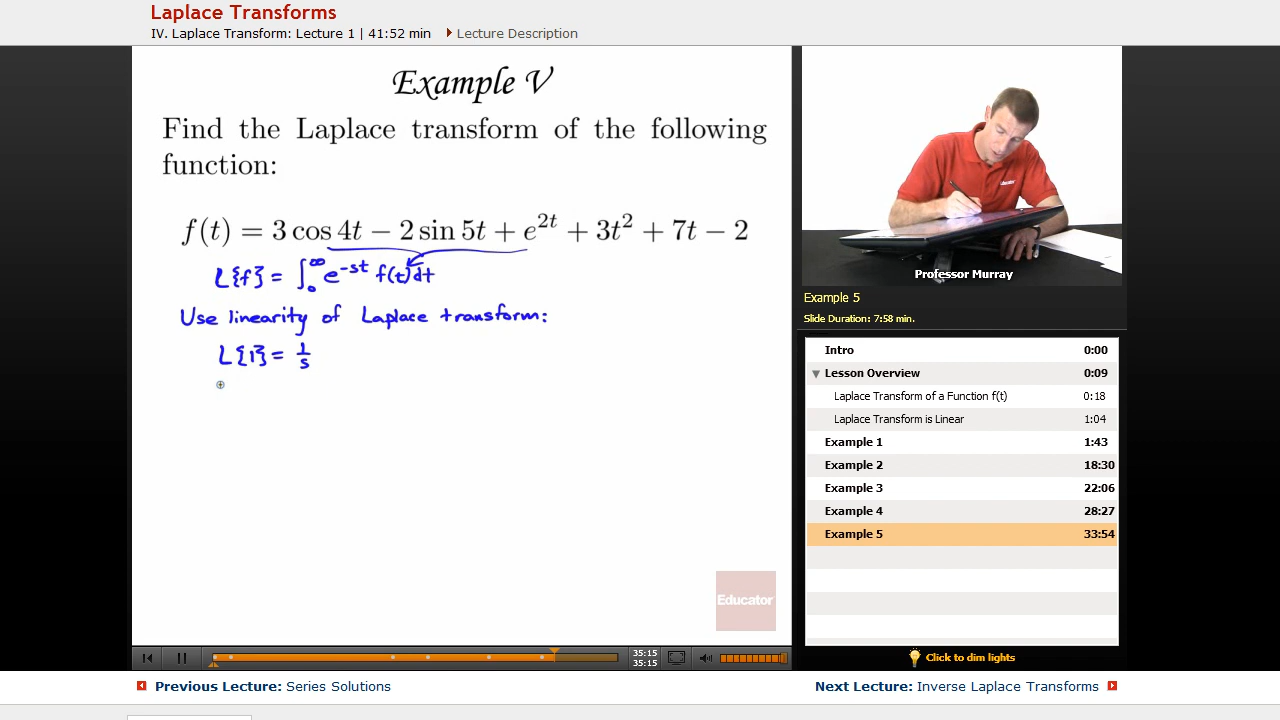 Laplace Transforms
IV. Laplace Transform: Lecture 1 | 41:52 min Lecture Description
Example V
Find the Laplace transform of the following
function:
f(t) = 3 cos 4t − 2 sin 5t + e^{2t} + 3t² + 7t − 2
L{f} = ∫₀^∞ e^{-st} f(t) dt
Use linearity of Laplace transform:
L{1} = 1/s
Educator
35:15
35:15
Professor Murray
Example 5
Slide Duration: 7:58 min.
Intro 0:00
Lesson Overview 0:09
Laplace Transform of a Function f(t) 0:18
Laplace Transform is Linear 1:04
Example 1 1:43
Example 2 18:30
Example 3 22:06
Example 4 28:27
Example 5 33:54
Click to dim lights
Previous Lecture: Series Solutions
Next Lecture: Inverse Laplace Transforms